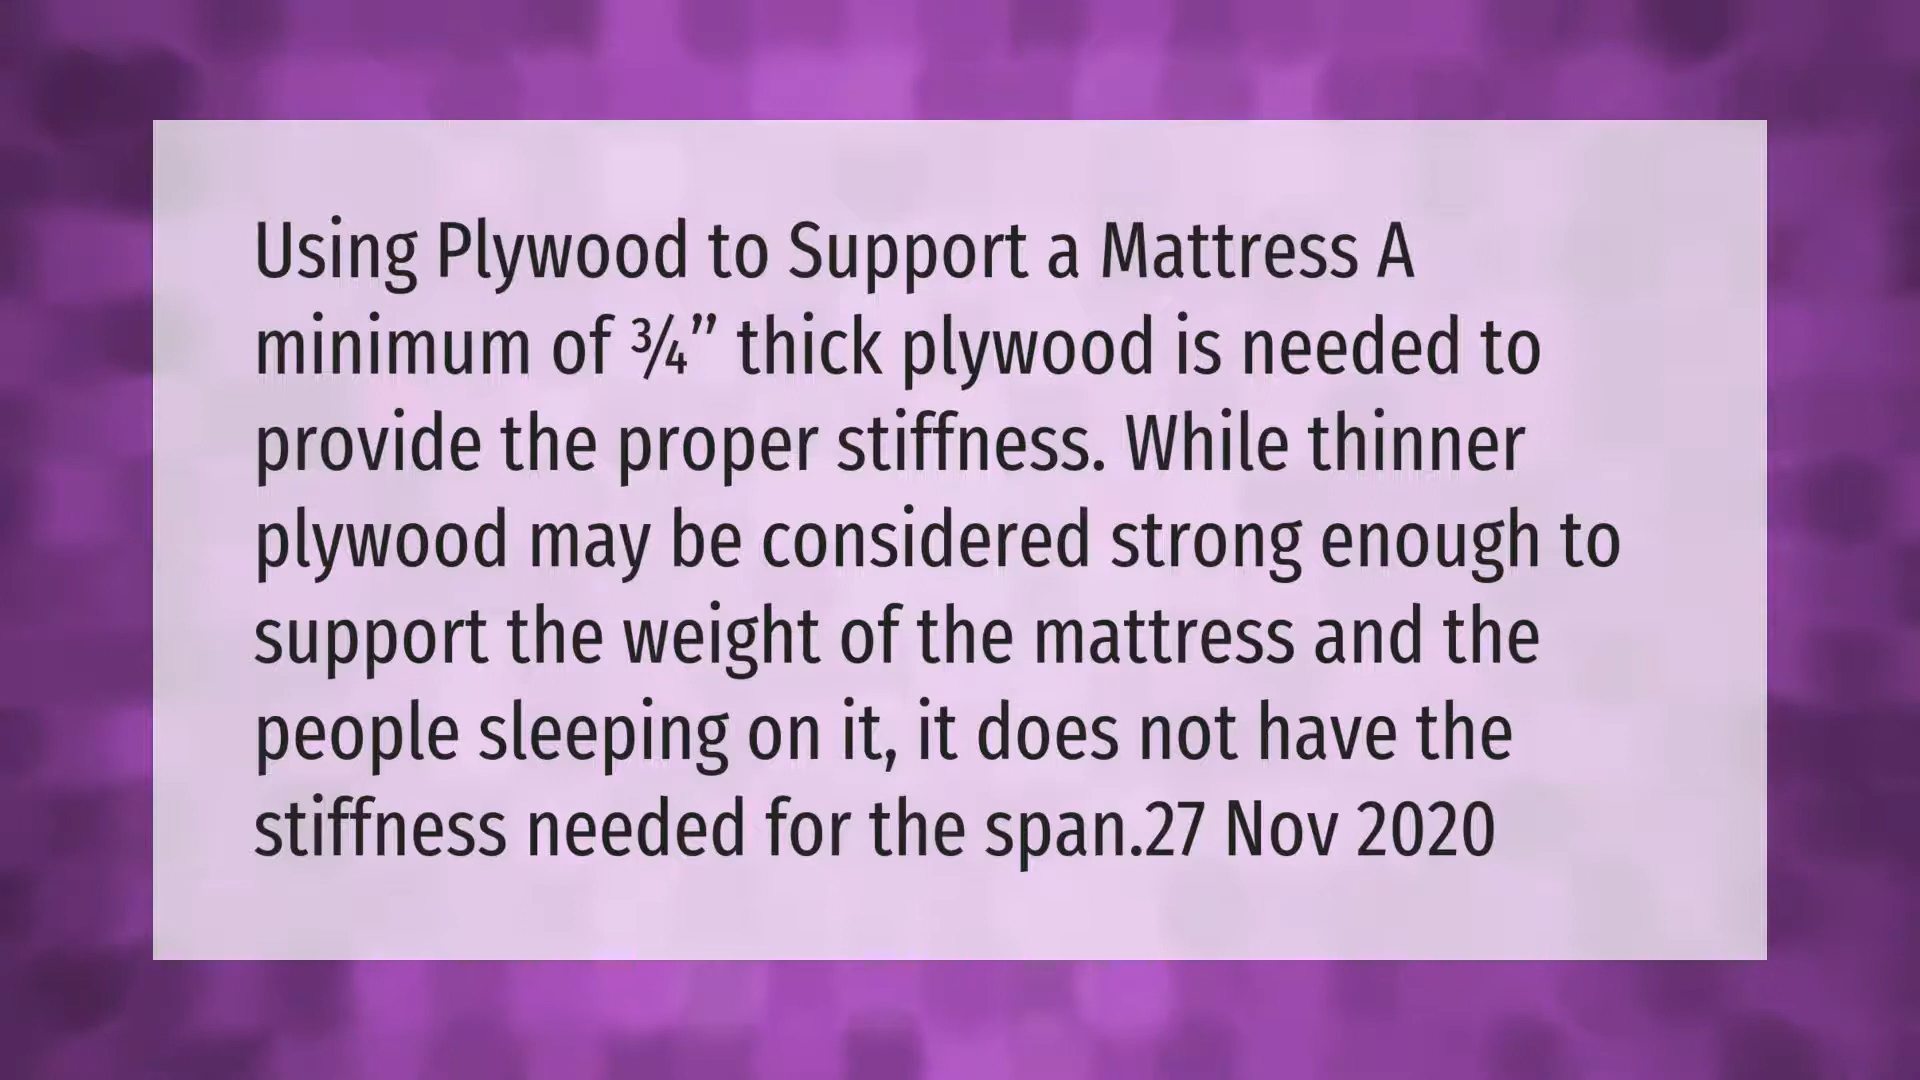 Using Plywood to Support a Mattress A
minimum of ¾” thick plywood is needed to
provide the proper stiffness. While thinner
plywood may be considered strong enough to
support the weight of the mattress and the
people sleeping on it, it does not have the
stiffness needed for the span.27 Nov 2020